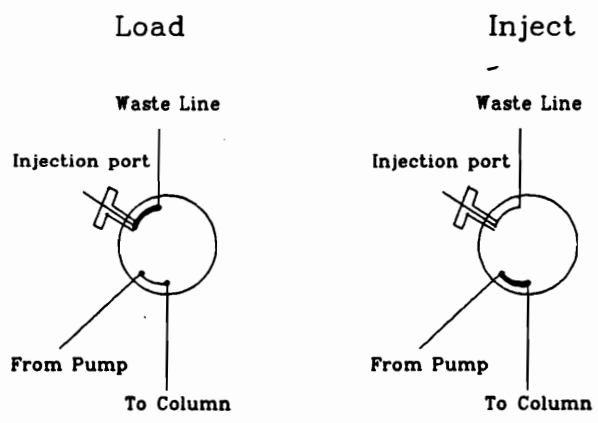 Load
Waste Line
Injection port
From Pump
To Column
Inject
Waste Line
Injection port
From Pump
To Column